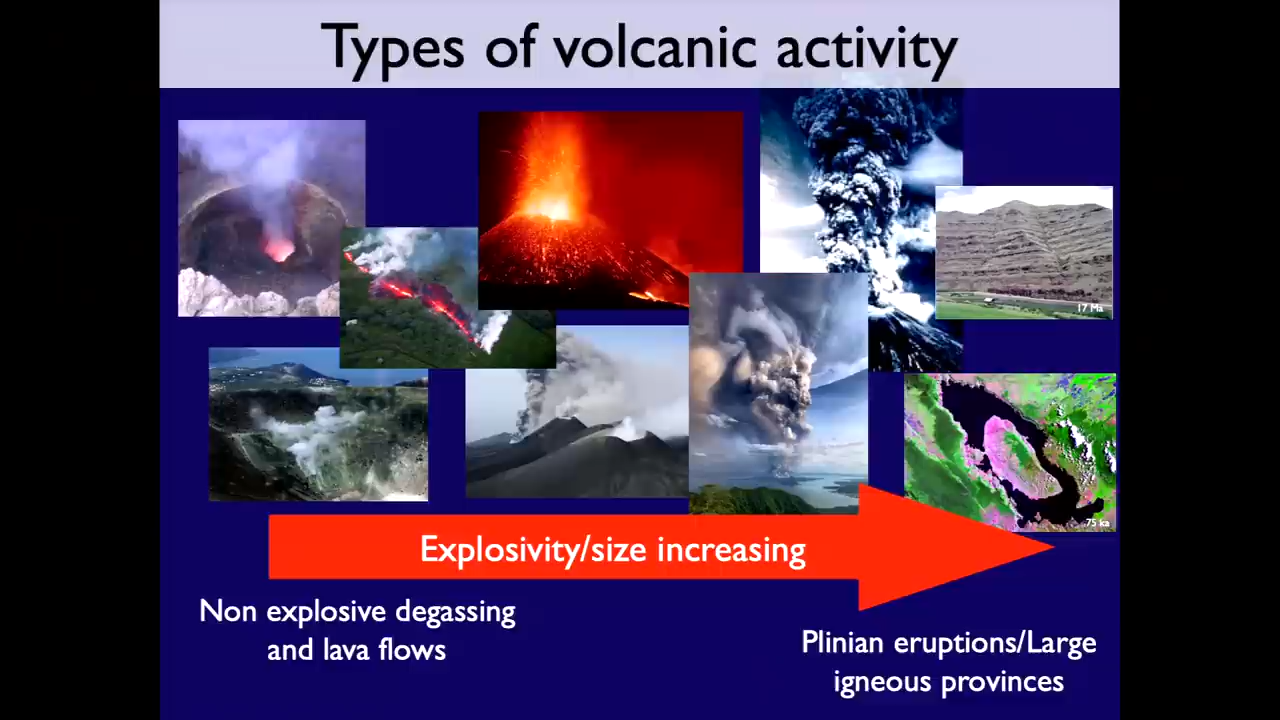 Types of volcanic activity
17 Ma
75 ka
Explosivity/size increasing
Non explosive degassing
and lava flows
Plinian eruptions/Large
igneous provinces